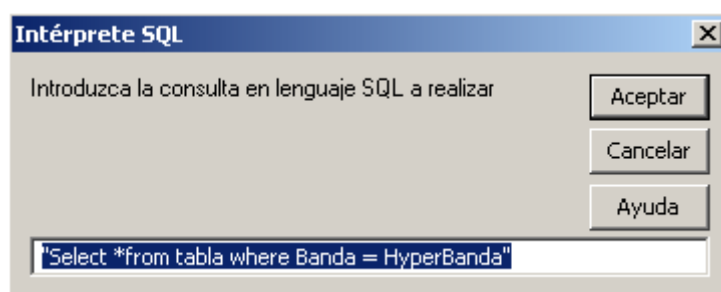 Intérprete SQL
Introduzca la consulta en lenguaje SQL a realizar
Aceptar
Cancelar
Ayuda
"Select *from tabla where Banda = HyperBanda"